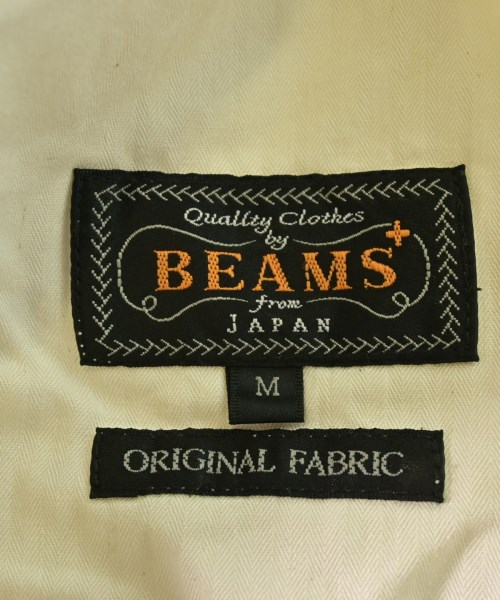 Quality Clothes
by
BEAMS+
from
JAPAN
M
ORIGINAL FABRIC